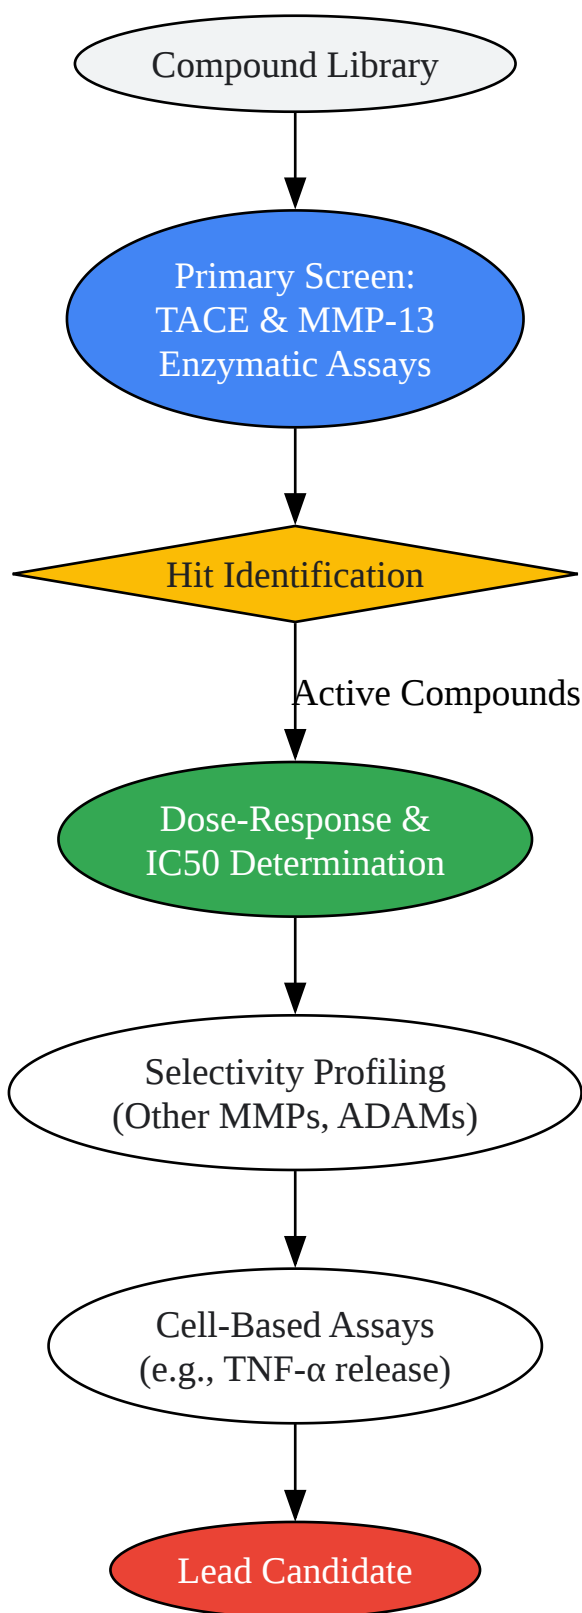 Compound Library
Primary Screen:
TACE & MMP-13
Enzymatic Assays
Hit Identification
Active Compounds
Dose-Response &
IC50 Determination
Selectivity Profiling
(Other MMPs, ADAMs)
Cell-Based Assays
(e.g., TNF-α release)
Lead Candidate